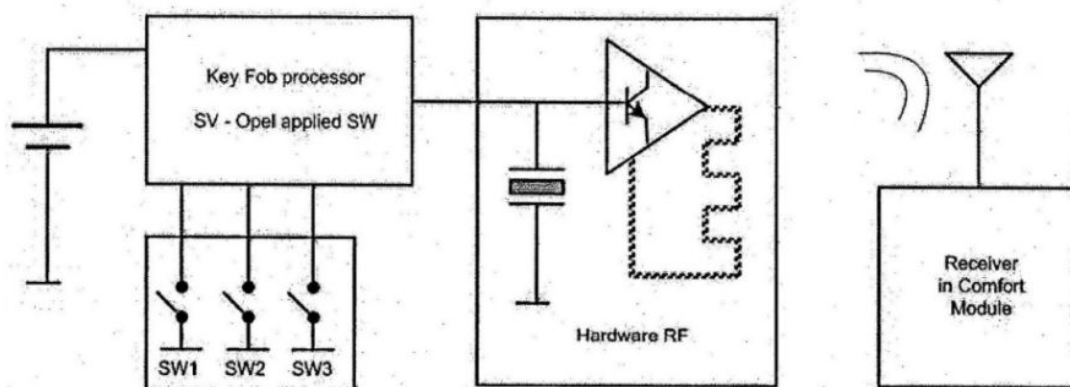 Key Fob processor
SV - Opel applied SW
SW1 SW2 SW3
Hardware RF
Receiver
in Comfort
Module